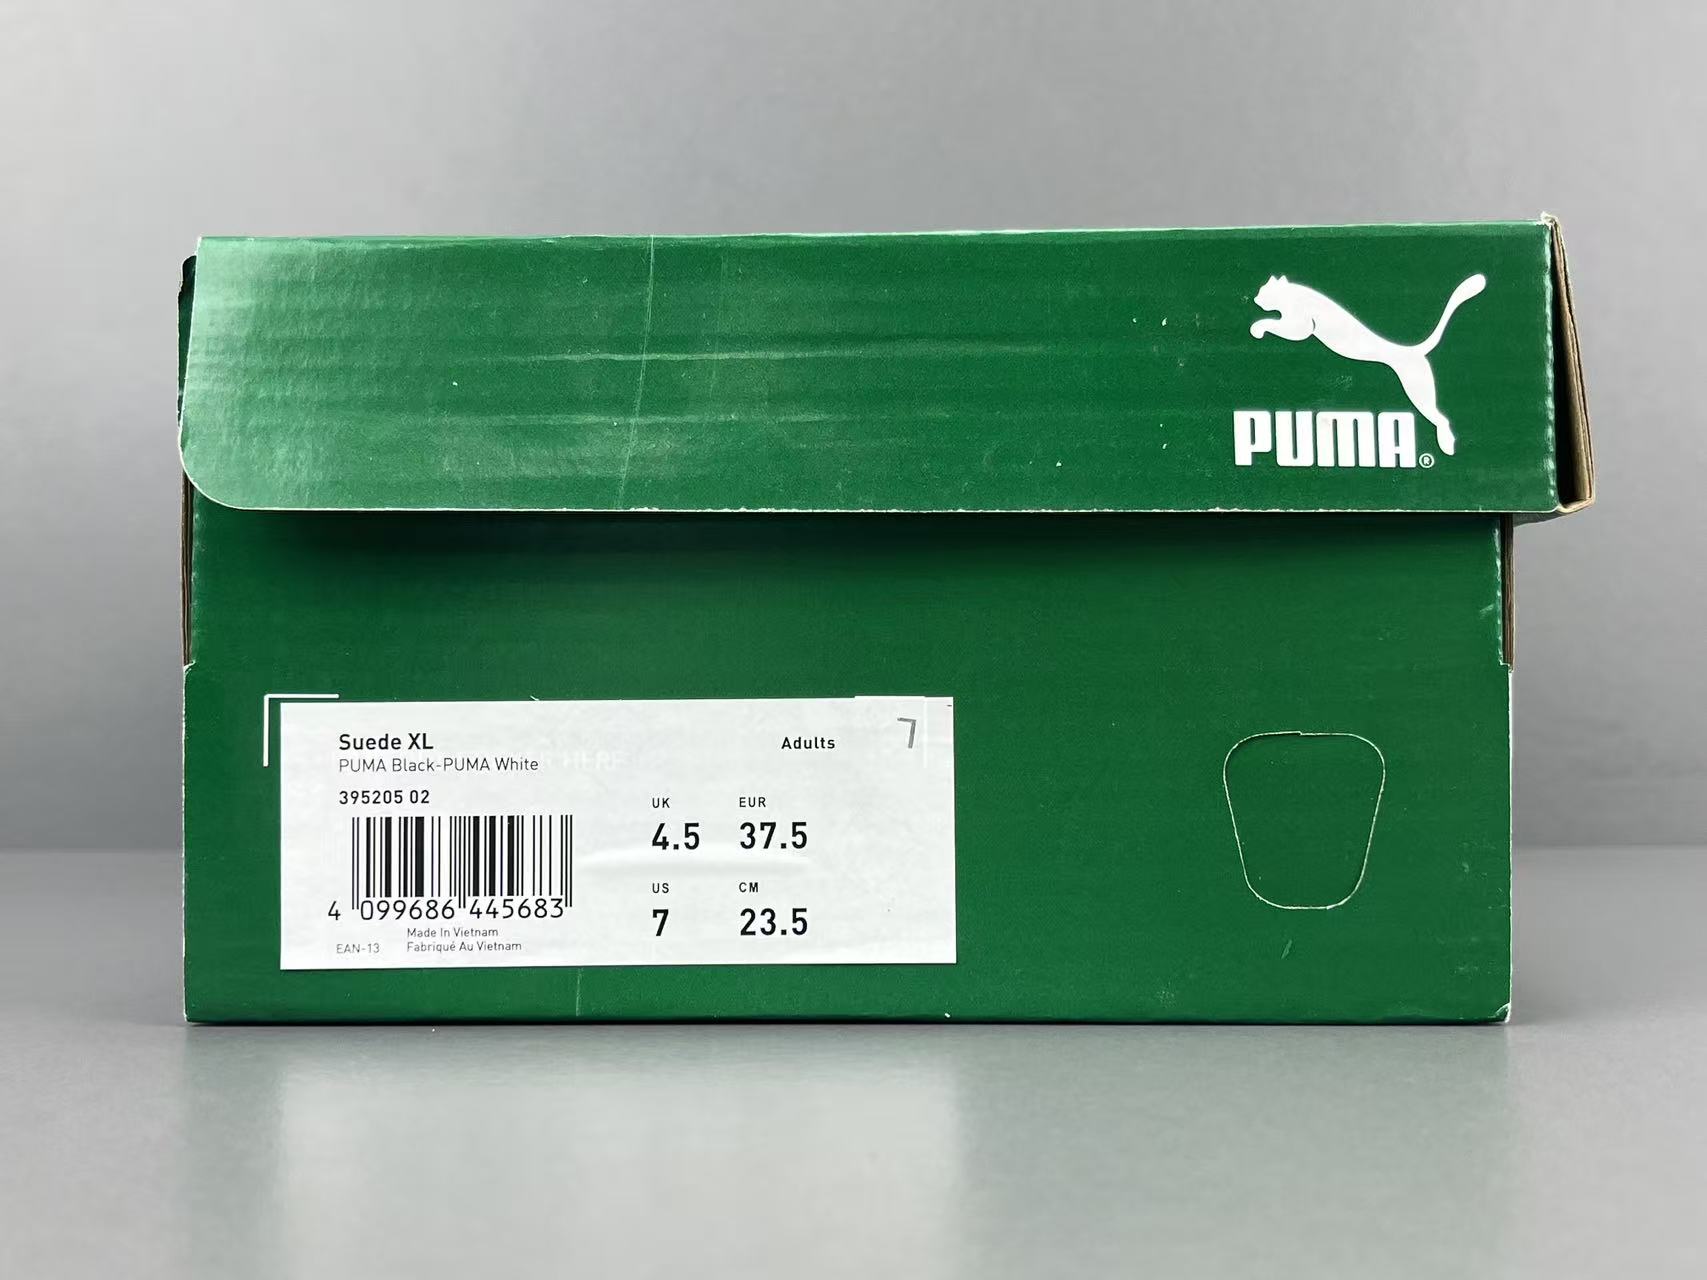 PUMA®
Suede XL
Adults
PUMA Black-PUMA White
HERE
395205 02
UK
EUR
4.5
37.5
US
CM
7
23.5
4 099686 445683
Made In Vietnam
EAN-13
Fabriqué Au Vietnam